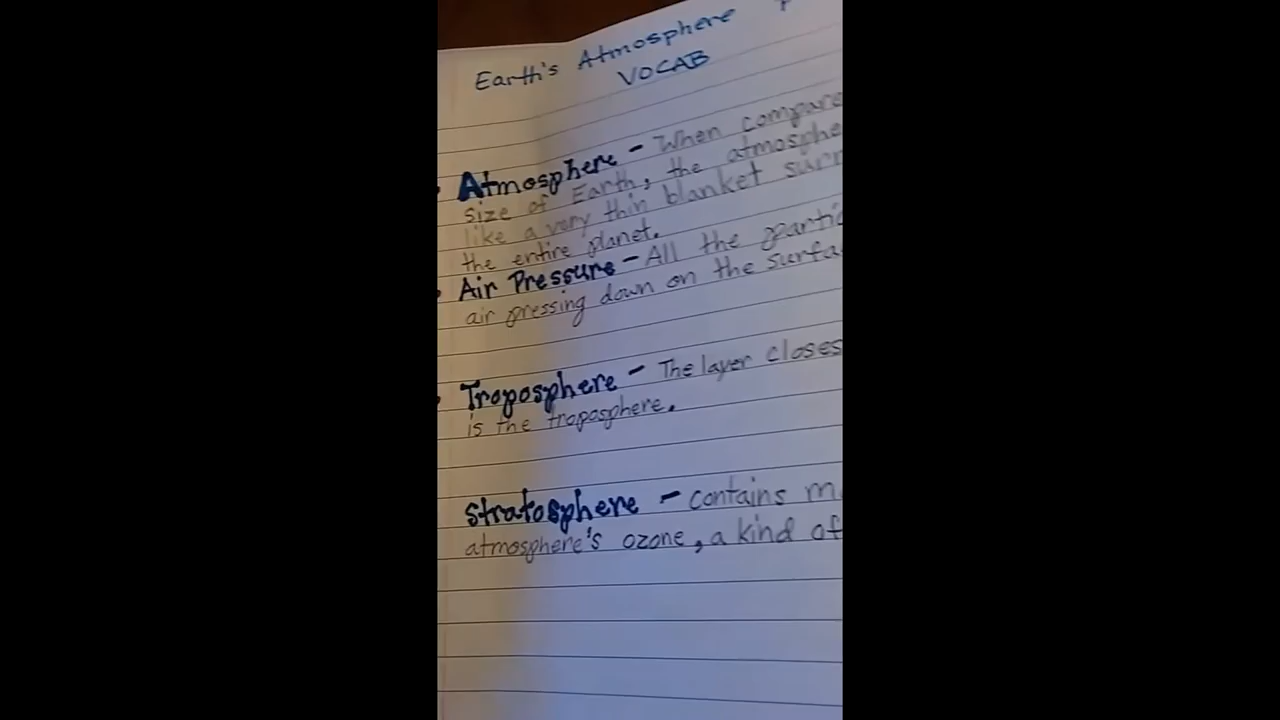 Earth's Atmosphere
VOCAB
Atmosphere - When compare
size of Earth, the atmosphe
like a very thin blanket surr
the entire planet.
Air Pressure - All the partic
air pressing down on the surfa
Troposphere - The layer closes
is the troposphere.
Stratosphere - contains m
atmosphere's ozone, a kind of